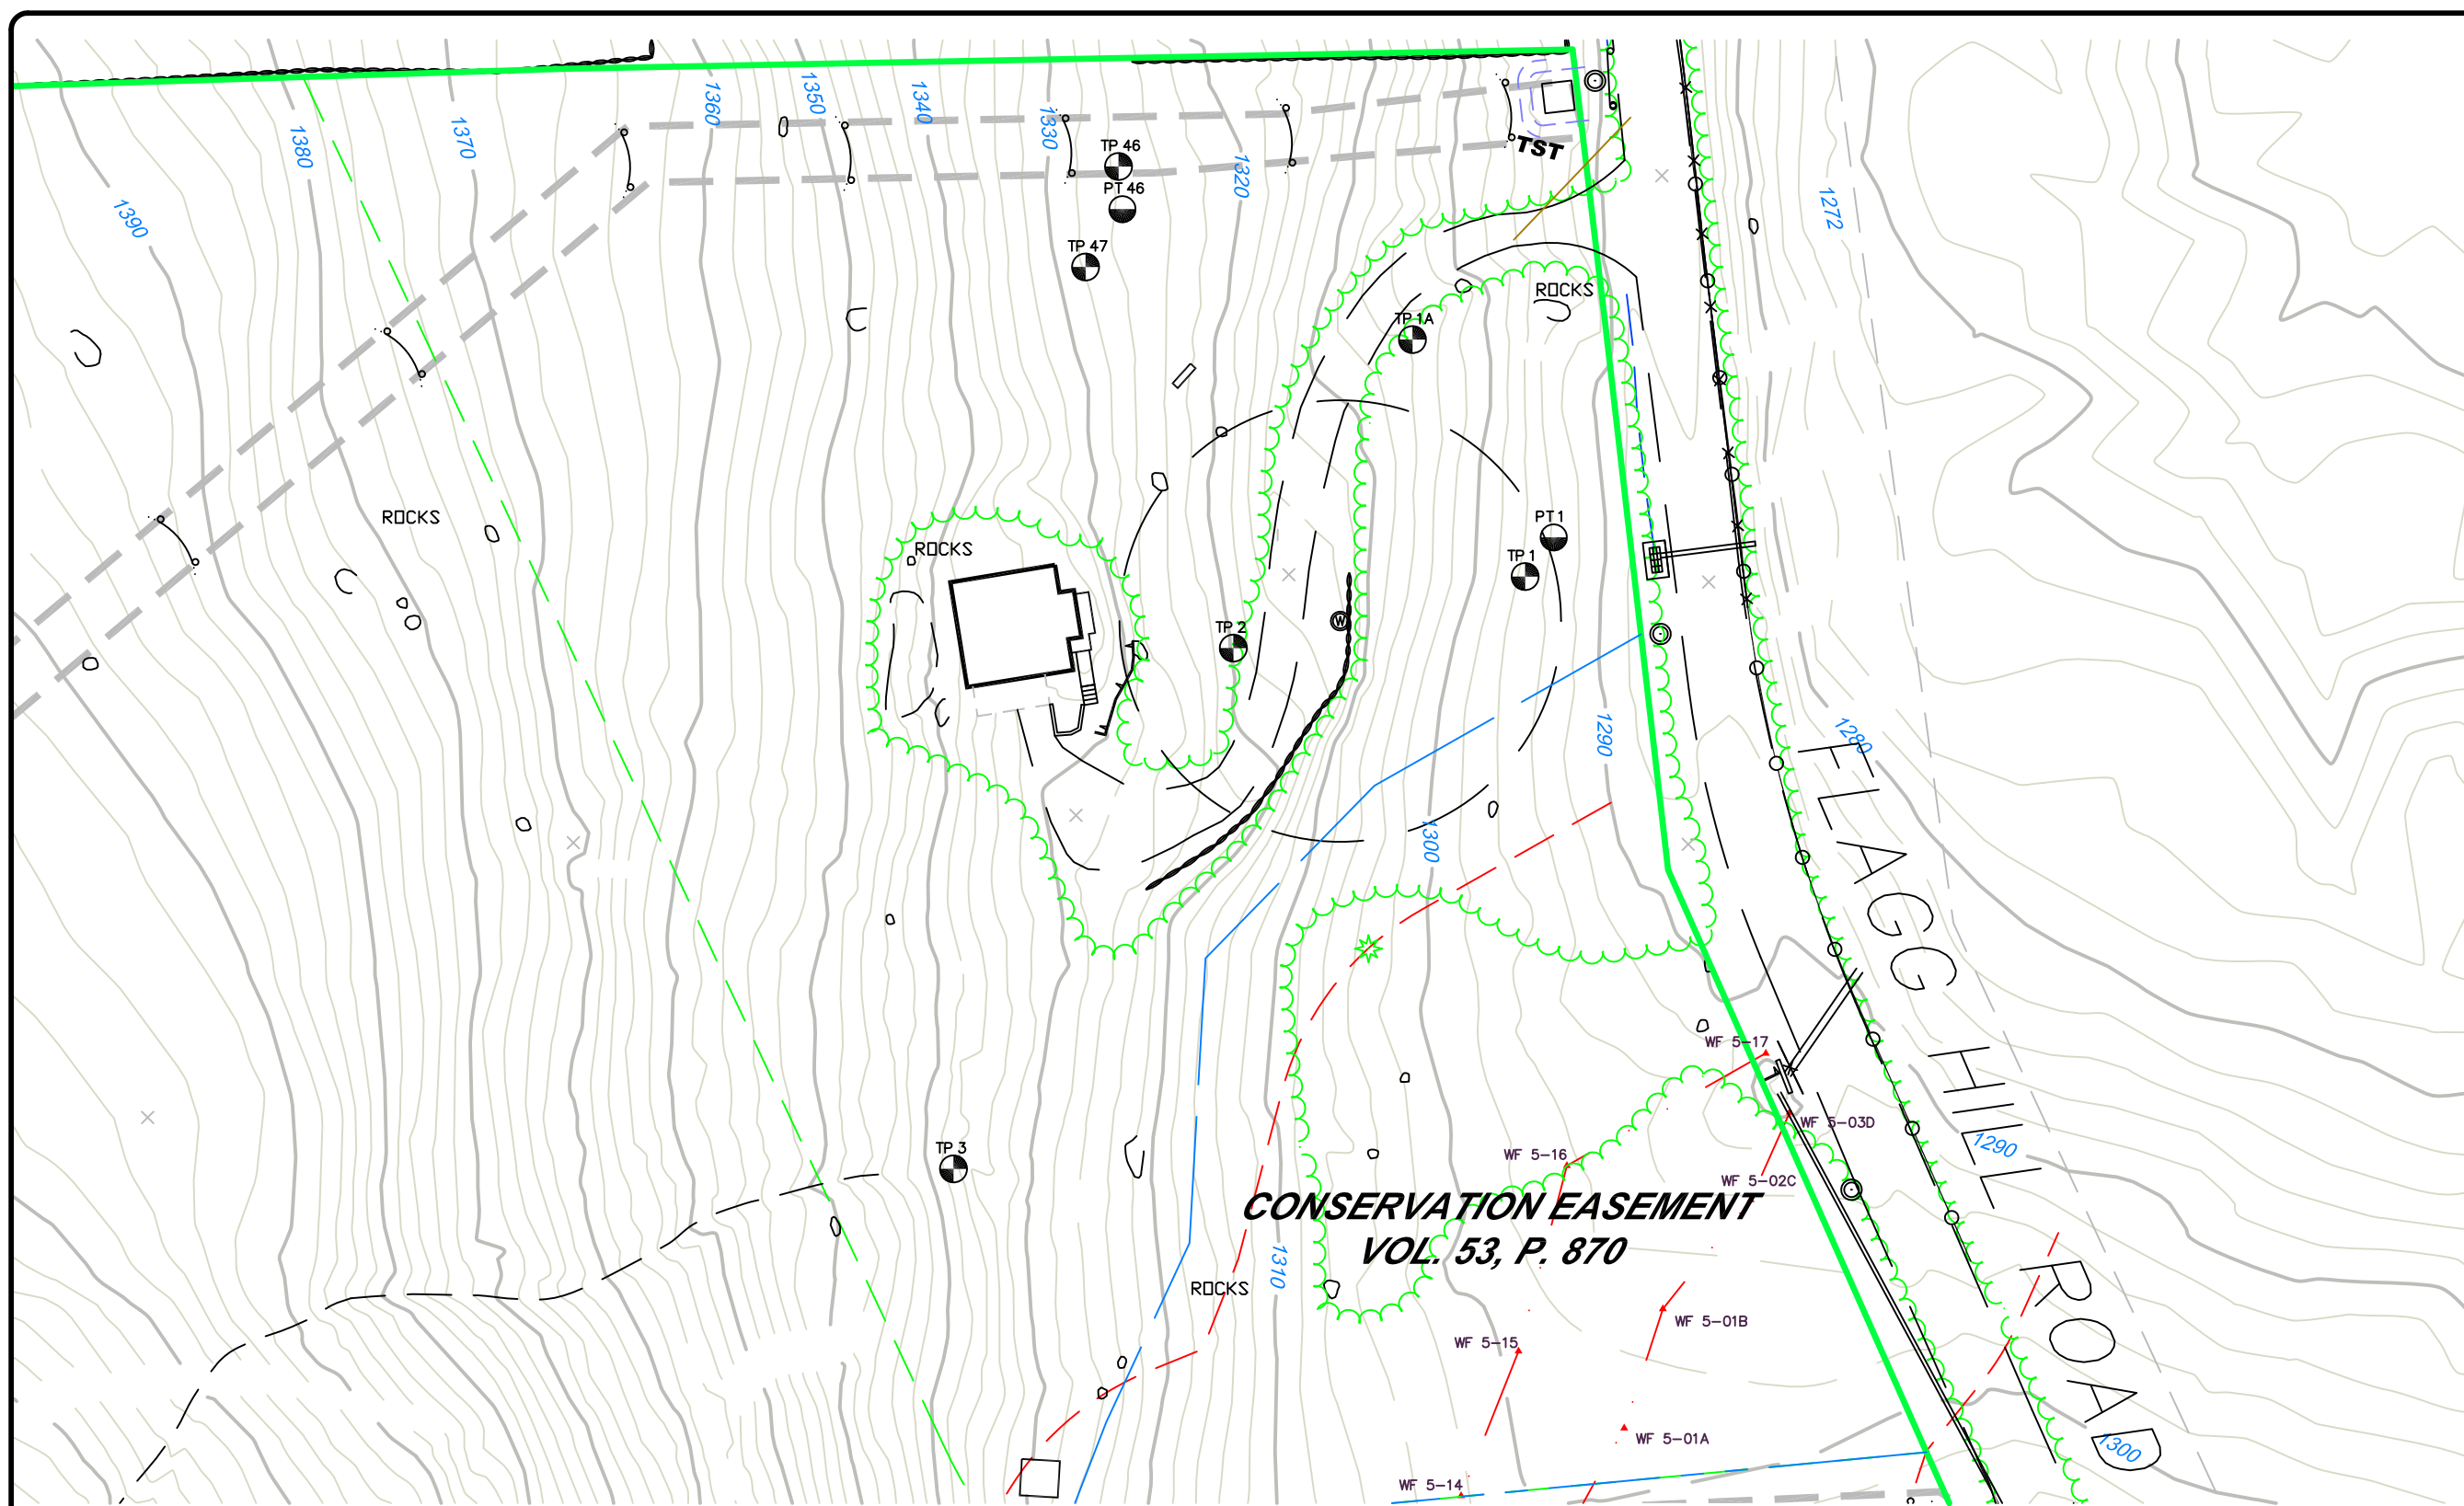 1360
1350
1340
1330
1380
1370
1390
TP 46
PT 46
TP 47
1320
TST
1272
ROCKS
TP 1A
ROCKS
ROCKS
PT 1
TP 1
TP 2
W
1290
1280
1300
FLAGG HILL ROAD
WF 5-17
WF 5-03D
WF 5-16
WF 5-02C
TP 3
1290
CONSERVATION EASEMENT
VOL. 53, P. 870
1310
ROCKS
WF 5-01B
WF 5-15
WF 5-01A
1300
WF 5-14